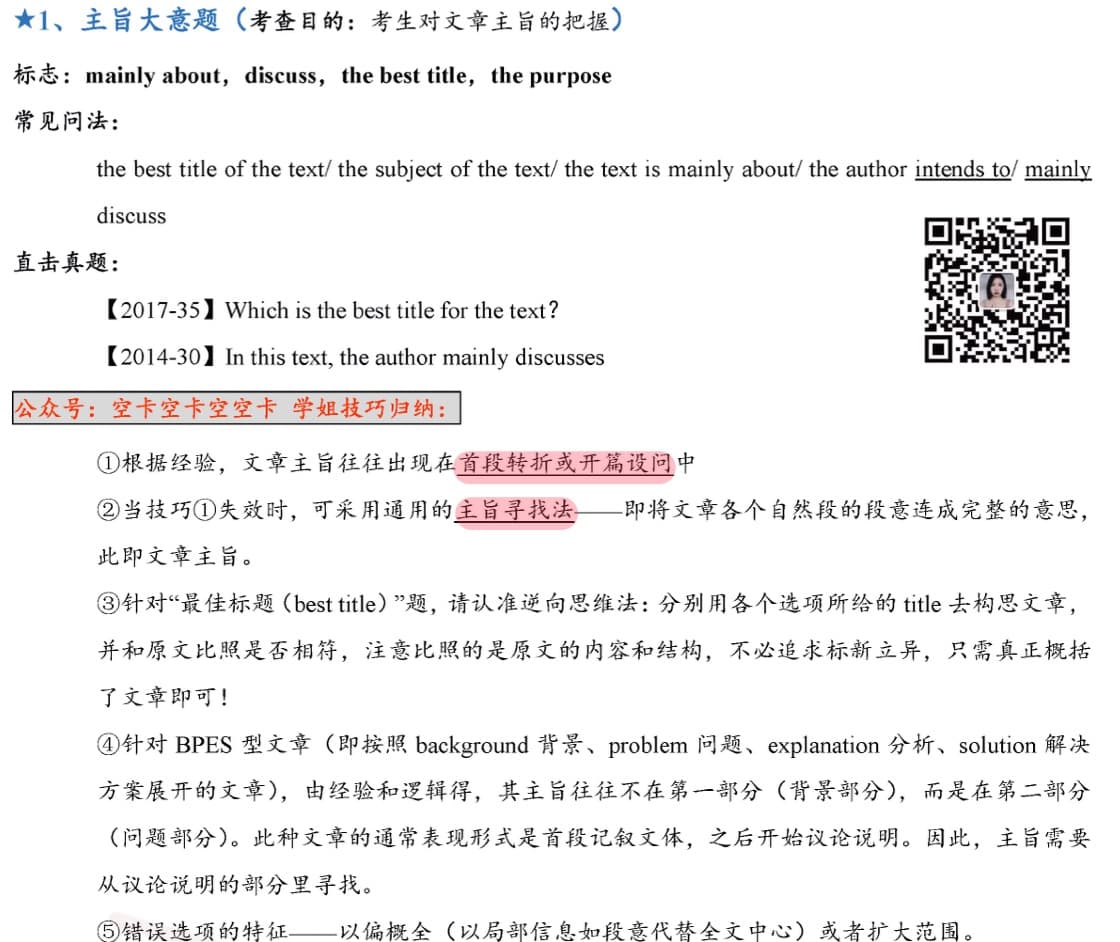 ★1、主旨大意题（考查目的：考生对文章主旨的把握）
标志：mainly about，discuss，the best title，the purpose
常见问法：
the best title of the text/ the subject of the text/ the text is mainly about/ the author intends to/ mainly
discuss
直击真题：
【2017-35】Which is the best title for the text？
【2014-30】In this text, the author mainly discusses
公众号：空卡空卡空空卡 学姐技巧归纳：
①根据经验，文章主旨往往出现在首段转折或开篇设问中
②当技巧①失效时，可采用通用的主旨寻找法——即将文章各个自然段的段意连成完整的意思，
此即文章主旨。
③针对“最佳标题（best title）”题，请认准逆向思维法：分别用各个选项所给的 title 去构思文章，
并和原文比照是否相符，注意比照的是原文的内容和结构，不必追求标新立异，只需真正概括
了文章即可！
④针对 BPES 型文章（即按照 background 背景、problem 问题、explanation 分析、solution 解决
方案展开的文章），由经验和逻辑得，其主旨往往不在第一部分（背景部分），而是在第二部分
（问题部分）。此种文章的通常表现形式是首段记叙文体，之后开始议论说明。因此，主旨需要
从议论说明的部分里寻找。
⑤错误选项的特征——以偏概全（以局部信息如段意代替全文中心）或者扩大范围。